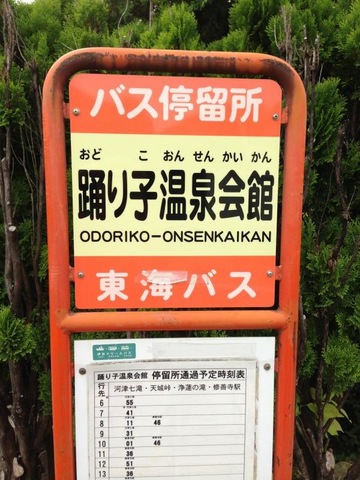 バス停留所
おど こ おん せん かい かん
踊り子温泉会館
ODORIKO-ONSENKAIKAN
東海バス
踊り子温泉会館 停留所通過予定時刻表
行先 河津七滝・天城峠・浄蓮の滝・修善寺駅
6 55
7 41
8 11 46
9 36
10 01 46
11 36
12 51
13 36